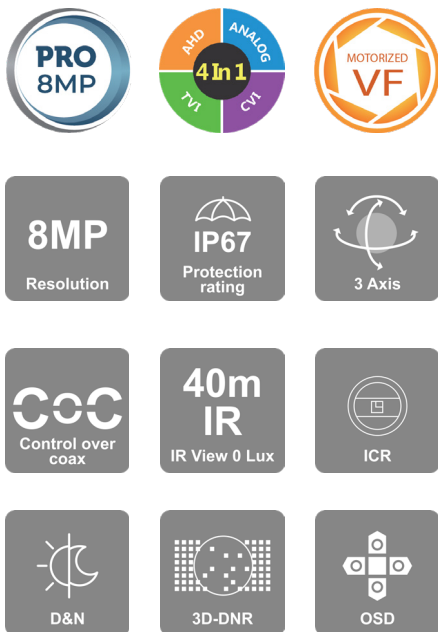 PRO
8MP
AHD
ANALOG
4 In 1
TVI
CVI
MOTORIZED
VF
8MP
Resolution
IP67
Protection
rating
3 Axis
CoC
Control over
coax
40m
IR
IR View 0 Lux
ICR
D&N
3D-DNR
OSD